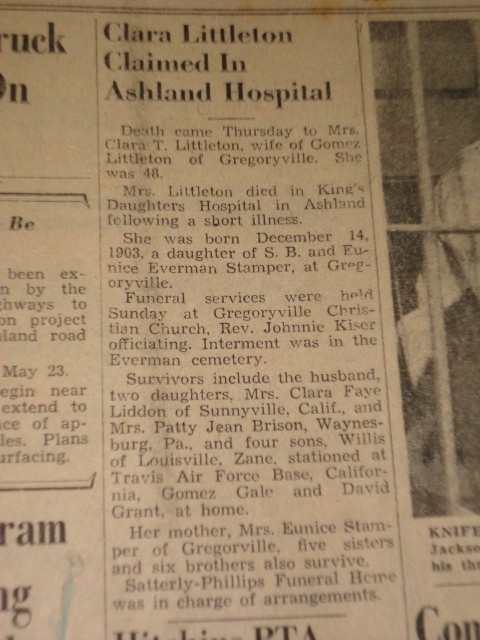 ruck
On
Be
been ex-
n by the
ghways to
on project
land road
May 23.
egin near
extend to
ce of ap-
les. Plans
urfacing.
ram
ng
Clara Littleton
Claimed In
Ashland Hospital
Death came Thursday to Mrs.
Clara T. Littleton, wife of Gomez
Littleton of Gregoryville. She
was 48.
Mrs. Littleton died in King's
Daughters Hospital in Ashland
following a short illness.
She was born December 14,
1903, a daughter of S. B. and Eu-
nice Everman Stamper, at Greg-
oryville.
Funeral services were held
Sunday at Gregoryville Chris-
tian Church, Rev. Johnnie Kiser
officiating. Interment was in the
Everman cemetery.
Survivors include the husband,
two daughters, Mrs. Clara Faye
Liddon of Sunnyville, Calif., and
Mrs. Patty Jean Brison, Waynes-
burg, Pa., and four sons, Willis
of Louisville, Zane, stationed at
Travis Air Force Base, Califor-
nia, Gomez Gale and David
Grant, at home.
Her mother, Mrs. Eunice Stam-
per of Gregorville, five sisters
and six brothers also survive.
Satterly-Phillips Funeral Home
was in charge of arrangements.
Hitchins PTA
KNIFE
Jackso
his thr
Con